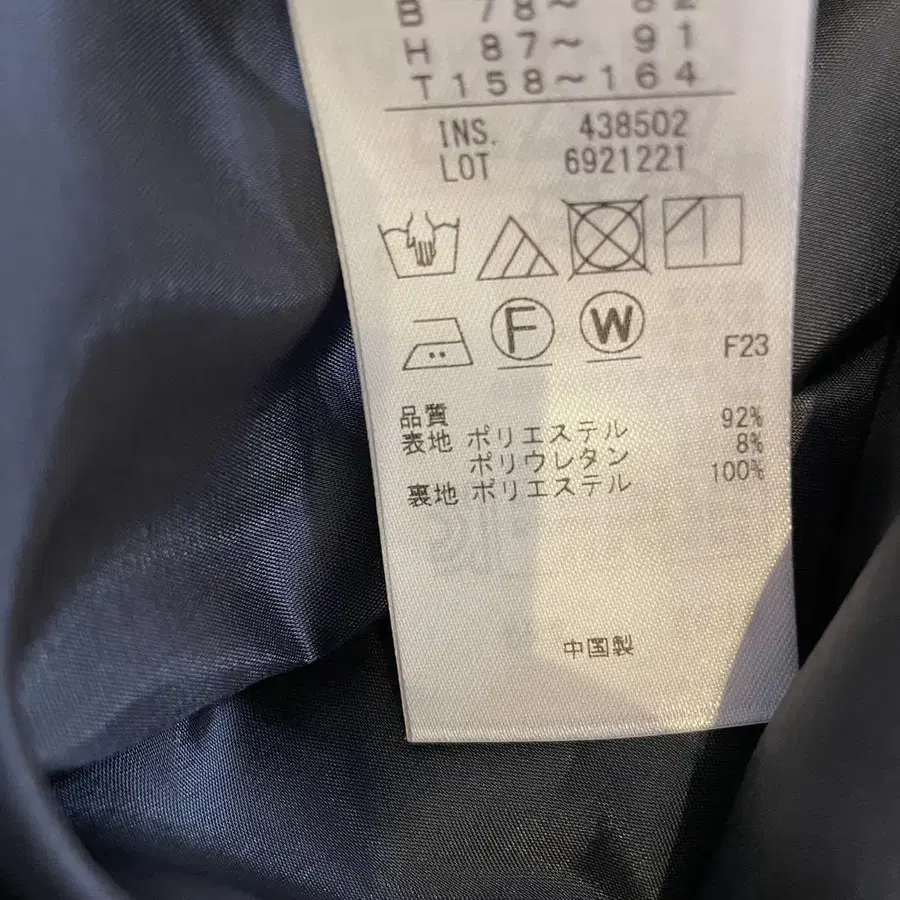 B 78～ 82
H 87～ 91
T158～164
INS. 438502
LOT 6921221
F W F23
品質 92%
表地 ポリエステル 8%
ポリウレタン 100%
裏地 ポリエステル
中国製